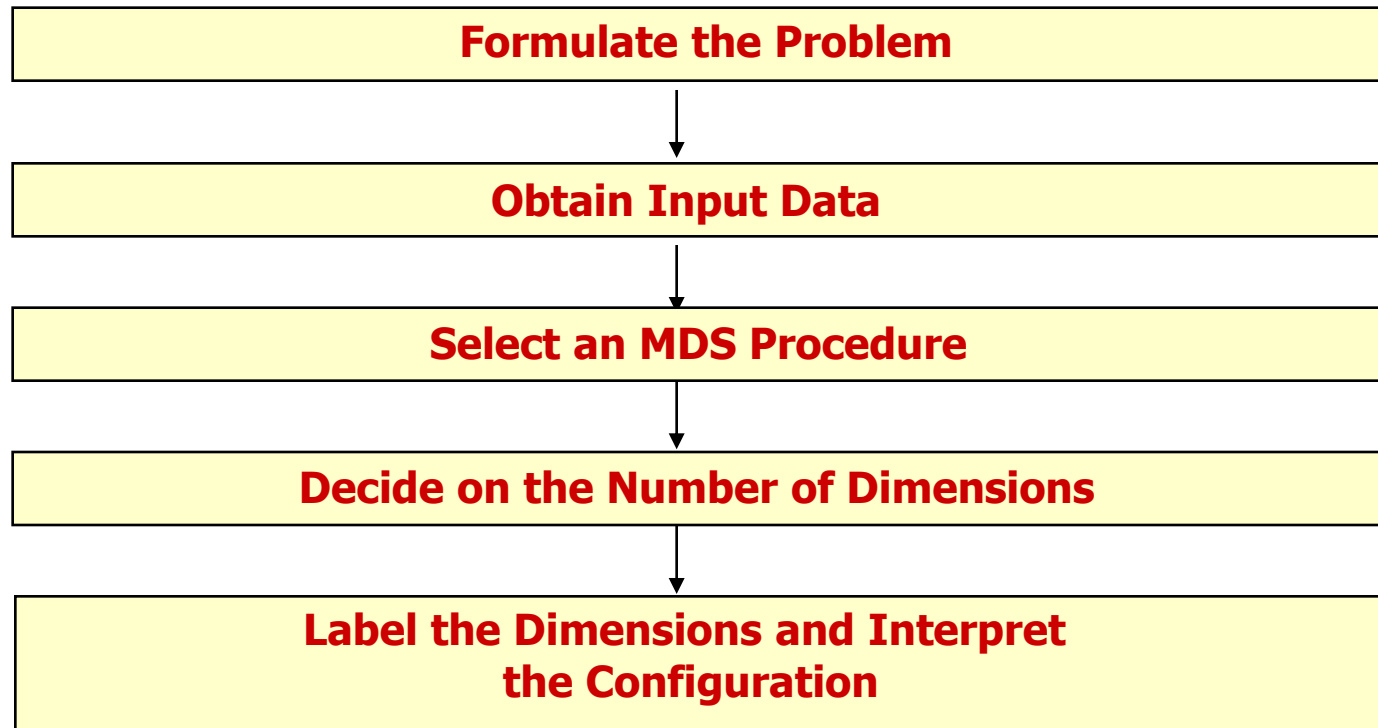 Formulate the Problem
Obtain Input Data
Select an MDS Procedure
Decide on the Number of Dimensions
Label the Dimensions and Interpret
the Configuration